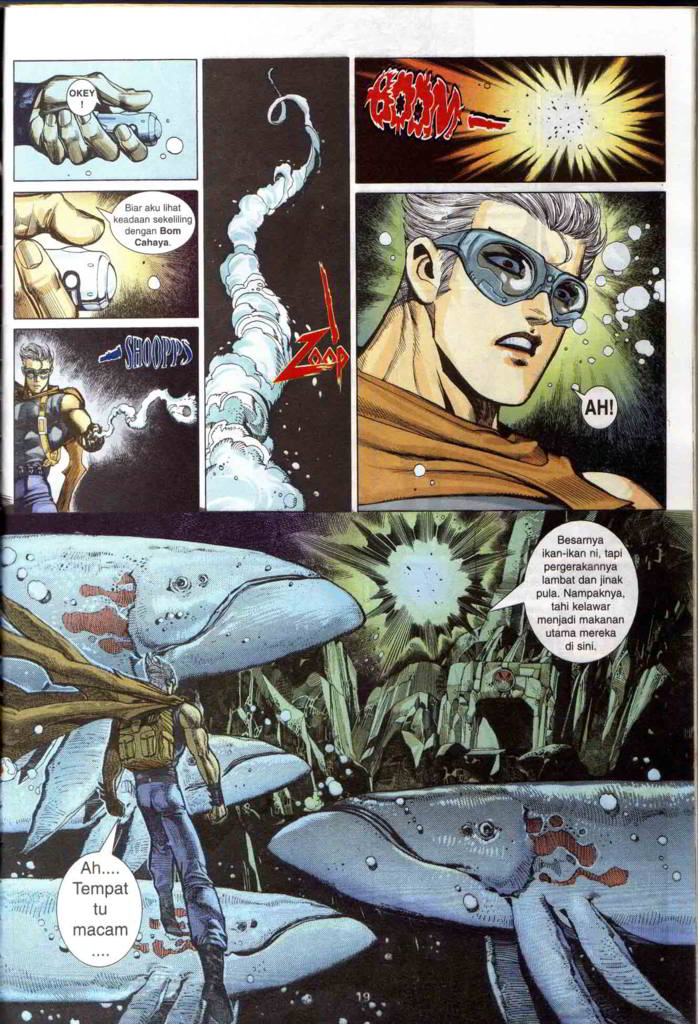 OKEY
!
Biar aku lihat
keadaan sekeliling
dengan Bom
Cahaya.
SHOOPPS
Zoop
BOOM
AH!
Besarnya
ikan-ikan ni, tapi
pergerakannya
lambat dan jinak
pula. Nampaknya,
tahi kelawar
menjadi makanan
utama mereka
di sini.
Ah....
Tempat
tu
macam
....
19